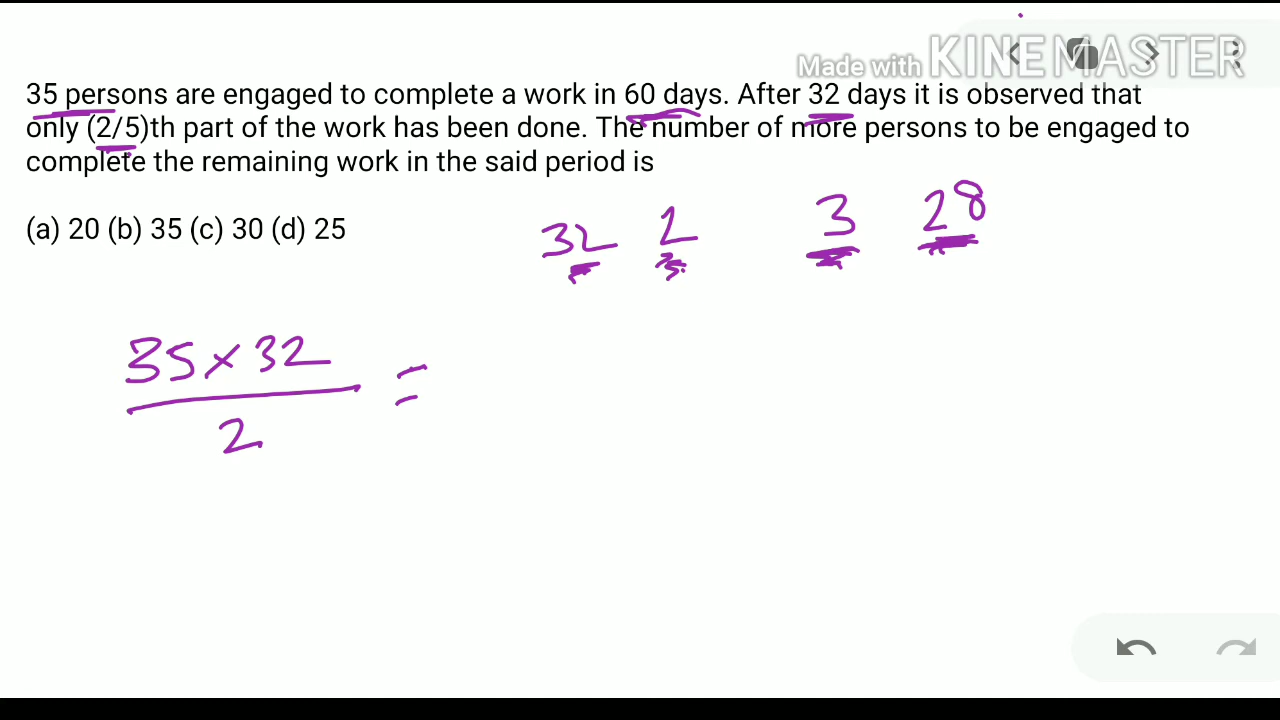 Made with KINEMASTER
35 persons are engaged to complete a work in 60 days. After 32 days it is observed that
only (2/5)th part of the work has been done. The number of more persons to be engaged to
complete the remaining work in the said period is
(a) 20 (b) 35 (c) 30 (d) 25
32 2 3 28
35 × 32
2
=